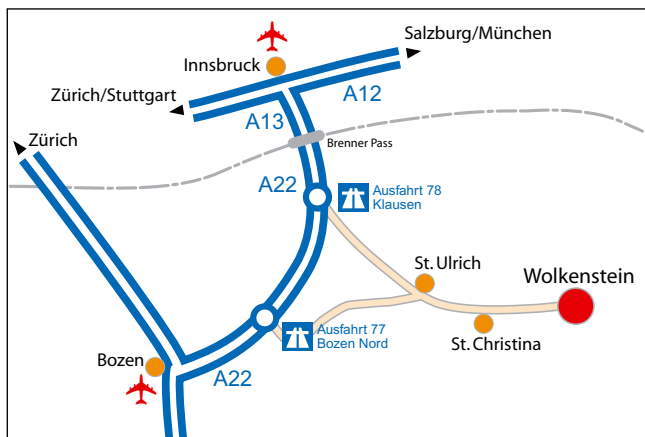 Salzburg/München
Innsbruck
Zürich/Stuttgart
A12
A13
Zürich
Brenner Pass
A22
Ausfahrt 78
Klausen
St. Ulrich
Wolkenstein
Ausfahrt 77
Bozen Nord
St. Christina
Bozen
A22